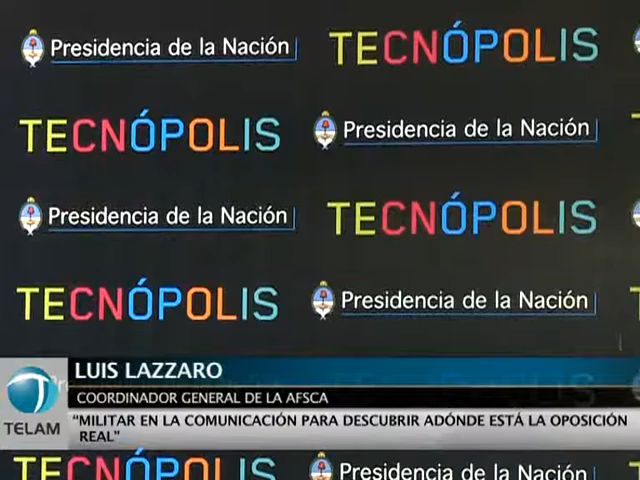 Presidencia de la Nación TECNÓPOLIS
TECNÓPOLIS Presidencia de la Nación
Presidencia de la Nación TECNÓPOLIS
TECNÓPOLIS Presidencia de la Nación
LUIS LAZZARO
COORDINADOR GENERAL DE LA AFSCA
TELAM
“MILITAR EN LA COMUNICACIÓN PARA DESCUBRIR ADÓNDE ESTÁ LA OPOSICIÓN
REAL"
TECNÓPOLIS Presidencia de la Nación